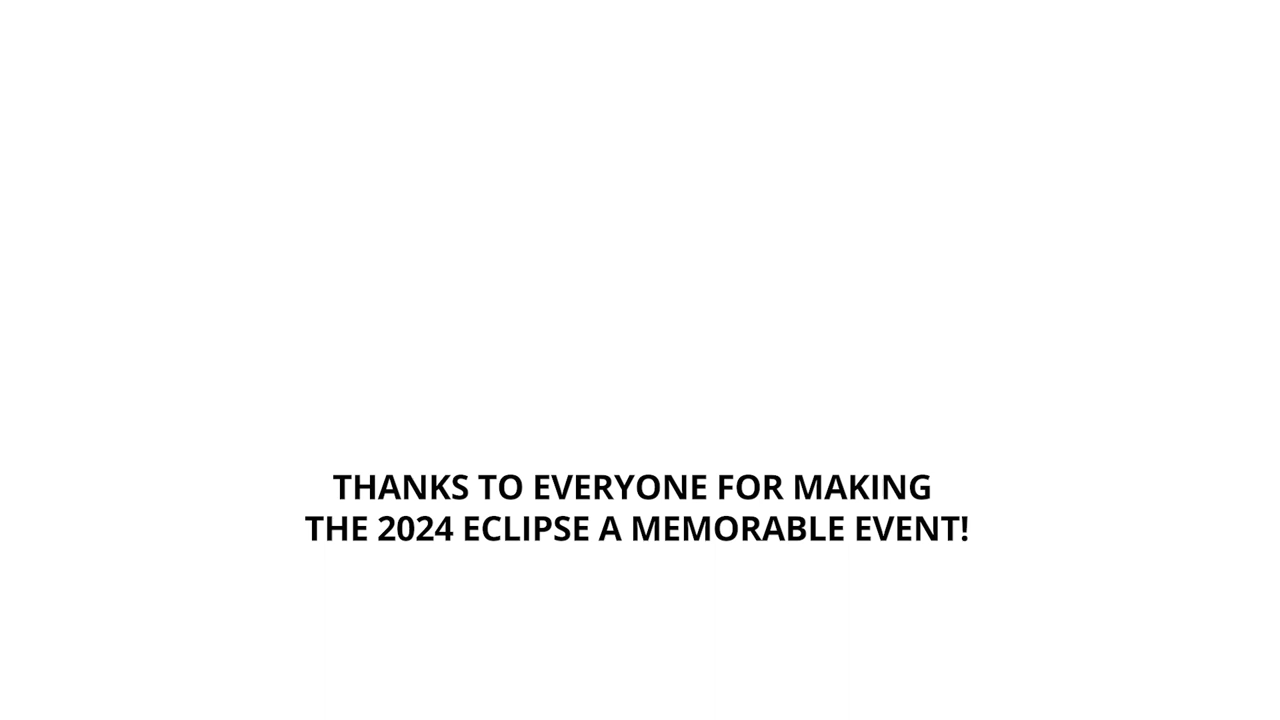 THANKS TO EVERYONE FOR MAKING
THE 2024 ECLIPSE A MEMORABLE EVENT!